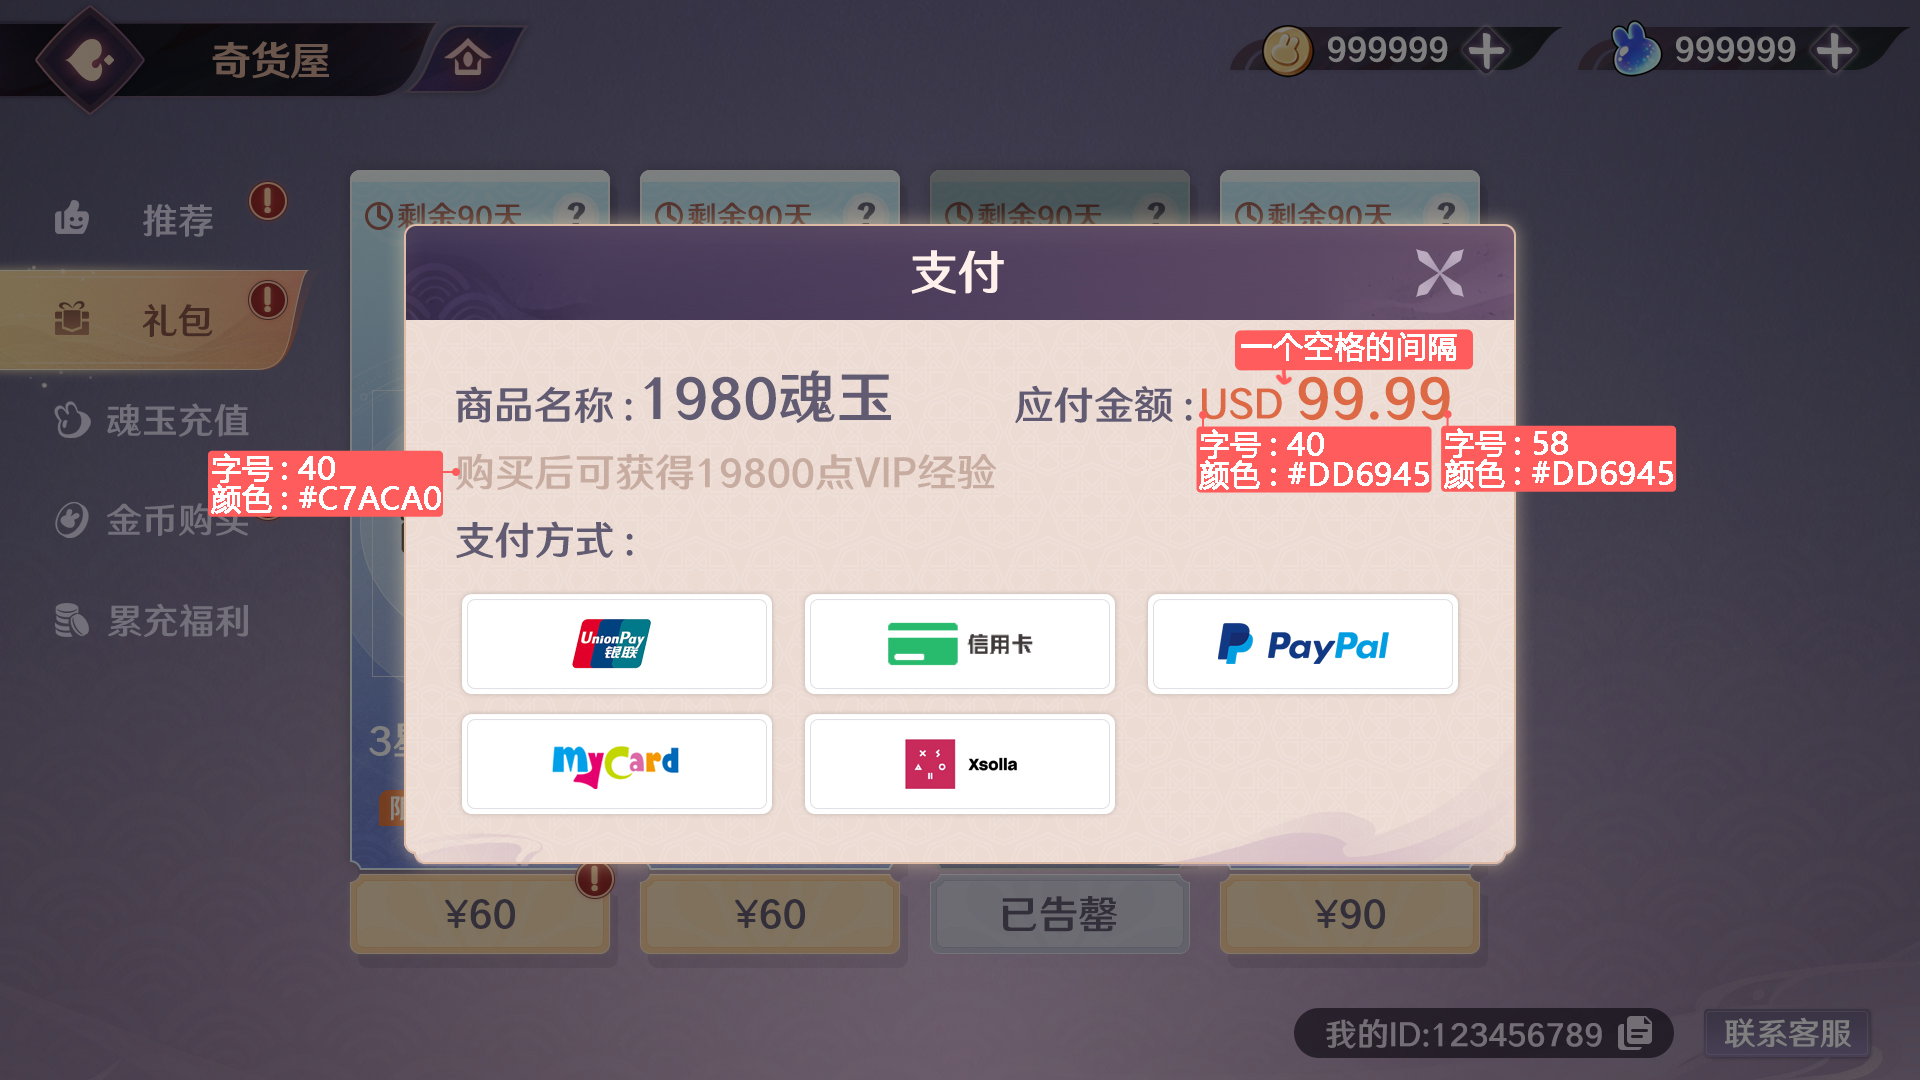 奇货屋
999999
999999
推荐
礼包
魂玉充值
金币购买
累充福利
剩余90天 ?
剩余90天 ?
剩余90天 ?
剩余90天 ?
支付
一个空格的间隔
商品名称 : 1980魂玉
应付金额 : USD 99.99
字号 : 40
颜色 : #DD6945
字号 : 58
颜色 : #DD6945
字号 : 40
颜色 : #C7ACA0
购买后可获得19800点VIP经验
支付方式 :
UnionPay
银联
信用卡
PayPal
MyCard
Xsolla
¥60
¥60
已告罄
¥90
我的ID:123456789
联系客服